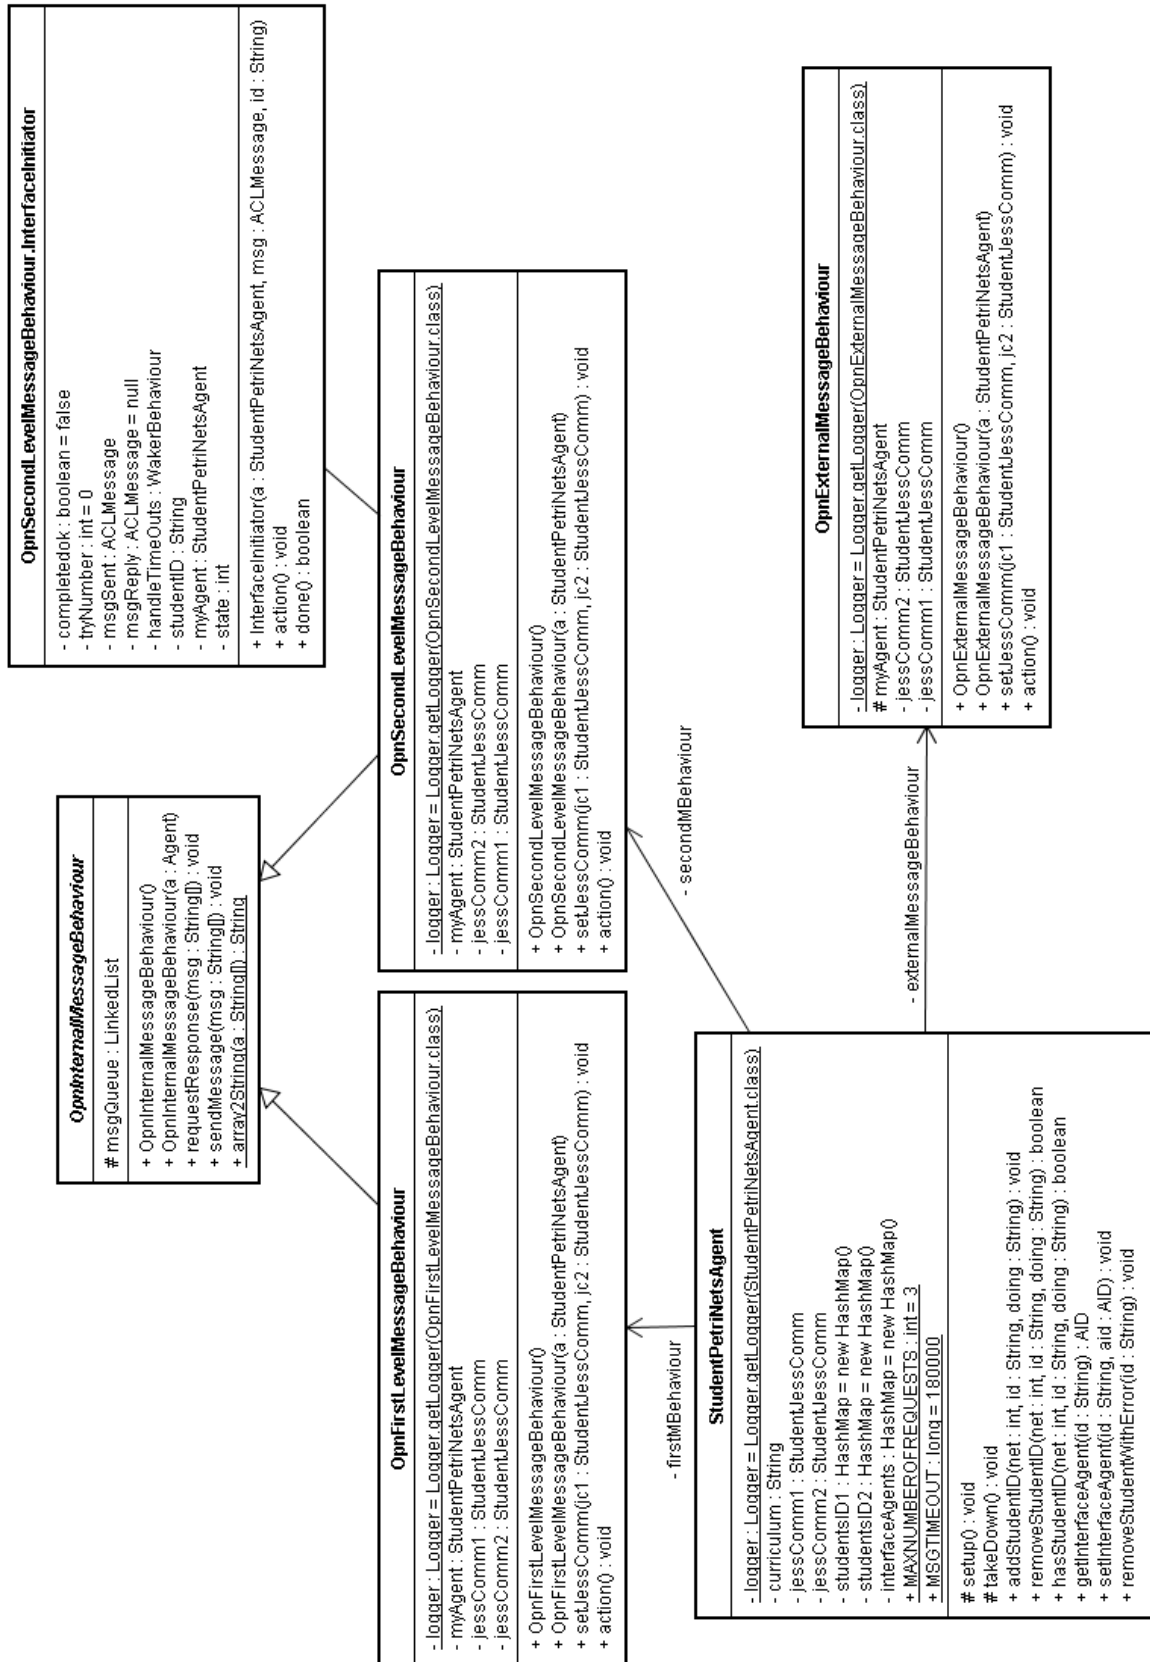 OpnSecondLevelMessageBehaviour.InterfaceInitiator
- completedok : boolean = false
- tryNumber : int = 0
- msgSent : ACLMessage
- msgReply : ACLMessage = null
- handleTimeOuts : WakerBehaviour
- studentID : String
- myAgent : StudentPetriNetsAgent
- state : int
+ InterfaceInitiator(a : StudentPetriNetsAgent, msg : ACLMessage, id : String)
+ action() : void
+ done() : boolean
OpnInternalMessageBehaviour
# msgQueue : LinkedList
+ OpnInternalMessageBehaviour()
+ OpnInternalMessageBehaviour(a : Agent)
+ requestResponse(msg : String[]) : void
+ sendMessage(msg : String[]) : void
+ array2String(a : String[]) : String
OpnSecondLevelMessageBehaviour
- logger : Logger = Logger.getLogger(OpnSecondLevelMessageBehaviour.class)
- myAgent : StudentPetriNetsAgent
- jessComm2 : StudentJessComm
- jessComm1 : StudentJessComm
+ OpnSecondLevelMessageBehaviour()
+ OpnSecondLevelMessageBehaviour(a : StudentPetriNetsAgent)
+ setJessComm(jc1 : StudentJessComm, jc2 : StudentJessComm) : void
+ action() : void
OpnFirstLevelMessageBehaviour
- logger : Logger = Logger.getLogger(OpnFirstLevelMessageBehaviour.class)
- myAgent : StudentPetriNetsAgent
- jessComm1 : StudentJessComm
- jessComm2 : StudentJessComm
+ OpnFirstLevelMessageBehaviour()
+ OpnFirstLevelMessageBehaviour(a : StudentPetriNetsAgent)
+ setJessComm(jc1 : StudentJessComm, jc2 : StudentJessComm) : void
+ action() : void
- firstMBehaviour
- secondMBehaviour
- externalMessageBehaviour
StudentPetriNetsAgent
- logger : Logger = Logger.getLogger(StudentPetriNetsAgent.class)
- curriculum : String
- jessComm1 : StudentJessComm
- jessComm2 : StudentJessComm
- studentsID1 : HashMap = new HashMap()
- studentsID2 : HashMap = new HashMap()
- interfaceAgents : HashMap = new HashMap()
+ MAXNUMBEROFREQUESTS : int = 3
+ MSGTIMEOUT : long = 180000
# setup() : void
# takeDown() : void
+ addStudentID(net : int, id : String, doing : String) : void
+ removeStudentID(net : int, id : String, doing : String) : boolean
+ hasStudentID(net : int, id : String, doing : String) : boolean
+ getInterfaceAgent(id : String) : AID
+ setInterfaceAgent(id : String, aid : AID) : void
+ removeStudentWithError(id : String) : void
OpnExternalMessageBehaviour
- logger : Logger = Logger.getLogger(OpnExternalMessageBehaviour.class)
# myAgent : StudentPetriNetsAgent
- jessComm2 : StudentJessComm
- jessComm1 : StudentJessComm
+ OpnExternalMessageBehaviour()
+ OpnExternalMessageBehaviour(a : StudentPetriNetsAgent)
+ setJessComm(jc1 : StudentJessComm, jc2 : StudentJessComm) : void
+ action() : void